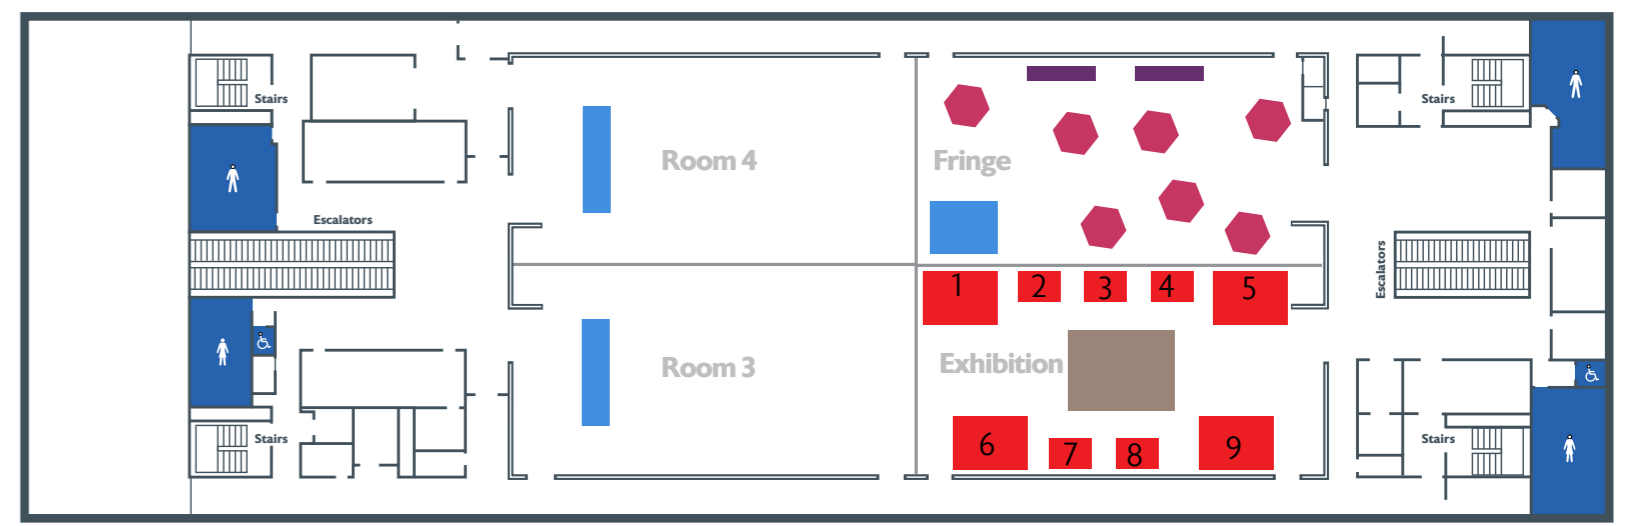 Stairs
Stairs
Room 4
Fringe
Escalators
Escalators
1
2
3
4
5
Room 3
Exhibition
6
7
8
9
Stairs
Stairs